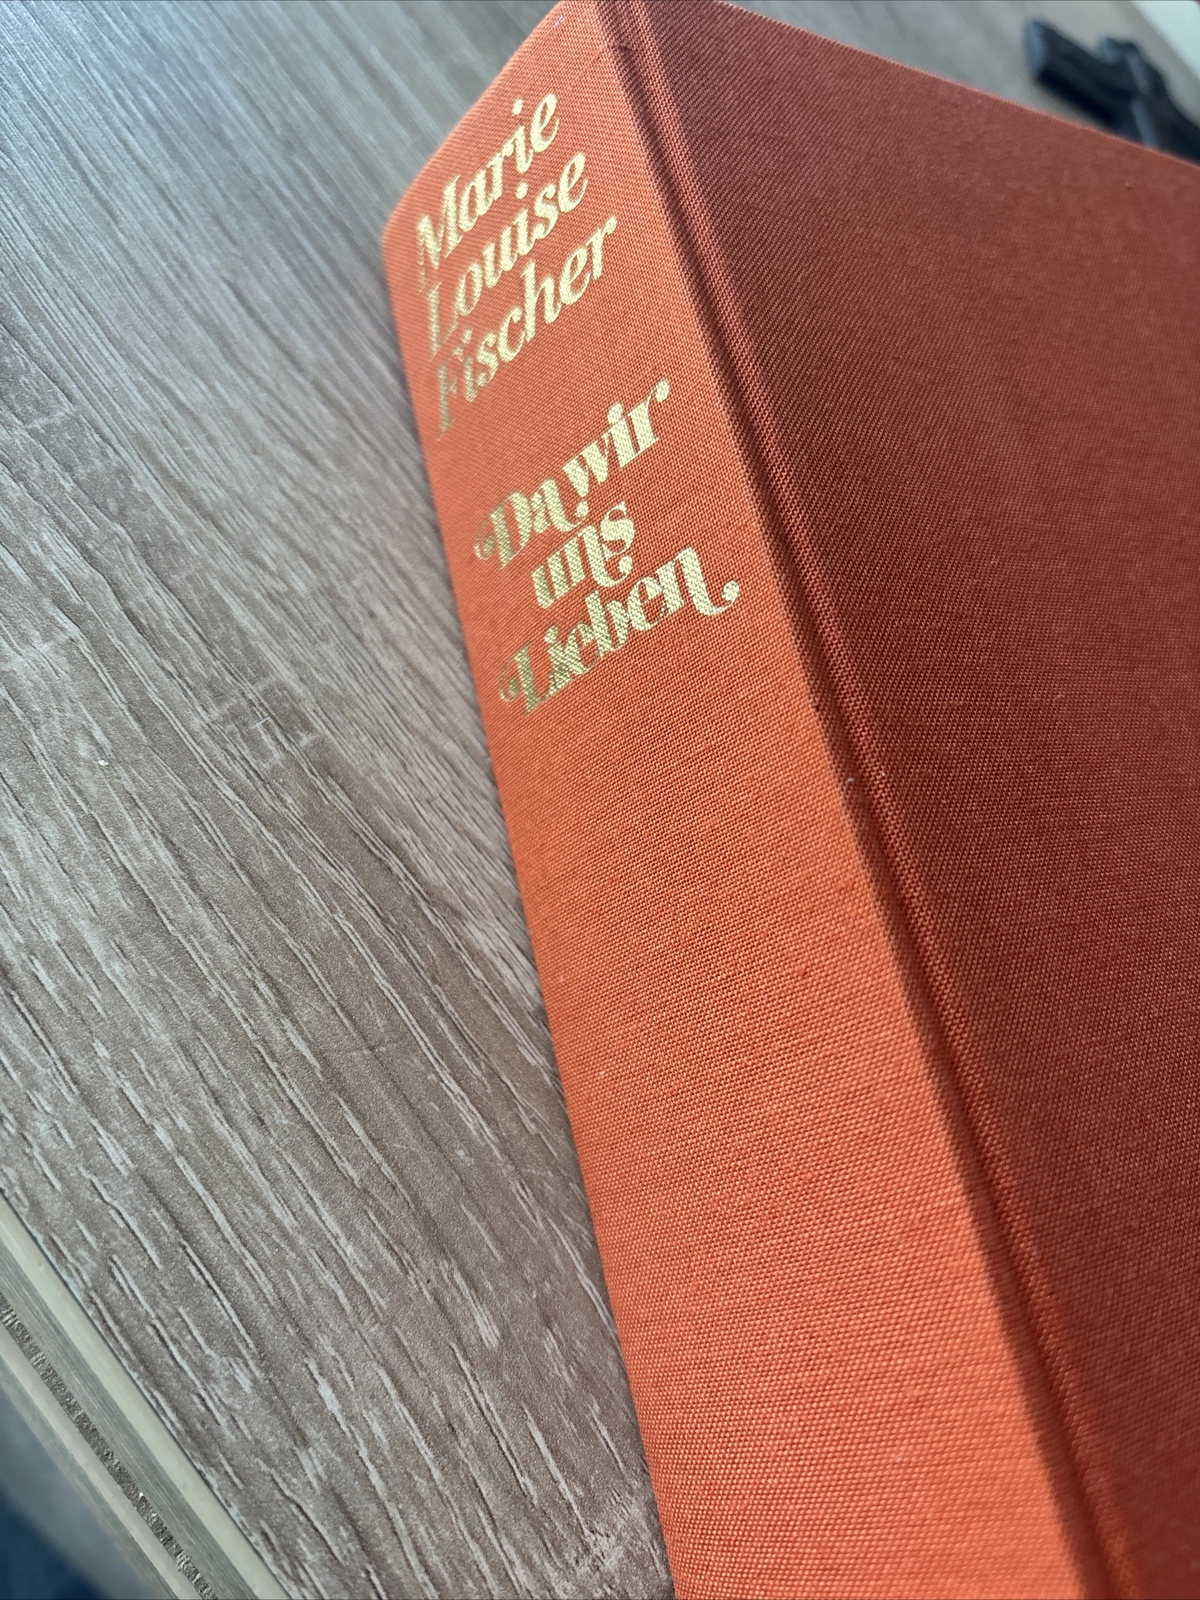 Marie
Louise
Fischer
Da wir
uns
Lieben